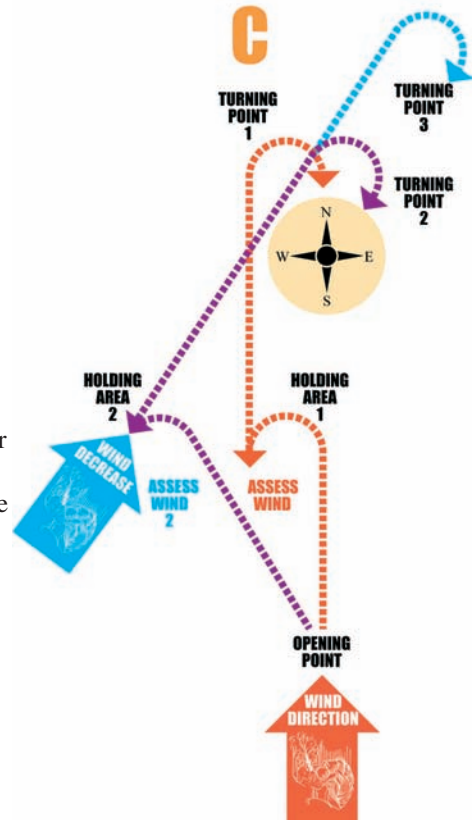 C
TURNING
POINT
1
TURNING
POINT
3
TURNING
POINT
2
N
W
E
S
HOLDING
AREA
2
HOLDING
AREA
1
r
e
WIND
DECREASE
ASSESS
WIND
2
ASSESS
WIND
OPENING
POINT
WIND
DIRECTION